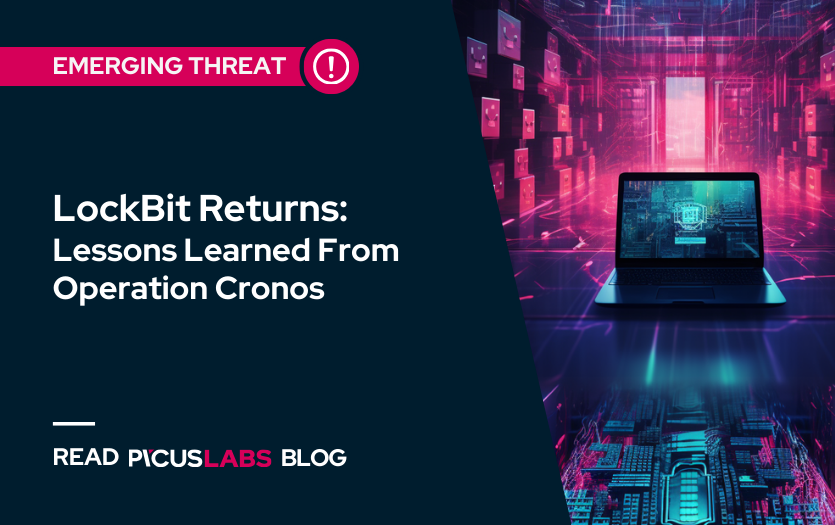 EMERGING THREAT
LockBit Returns:
Lessons Learned From
Operation Cronos
READ PICUSLABS BLOG